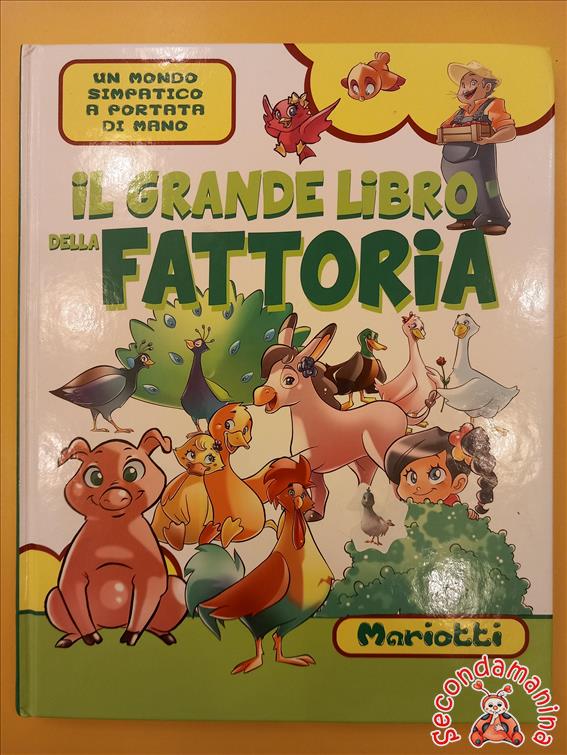 UN MONDO
SIMPATICO
A PORTATA
DI MANO
iL GRANDE LiBRO
DELLA FATTORiA
Mariotti
Secondamanina